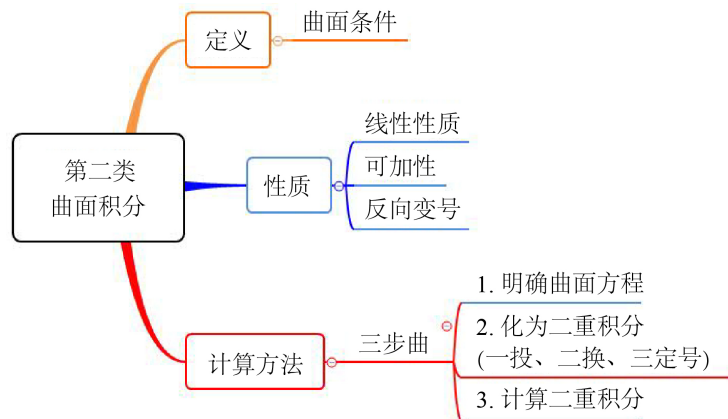 定义
曲面条件
第二类
曲面积分
性质
线性性质
可加性
反向变号
计算方法
三步曲
1. 明确曲面方程
2. 化为二重积分
(一投、二换、三定号)
3. 计算二重积分